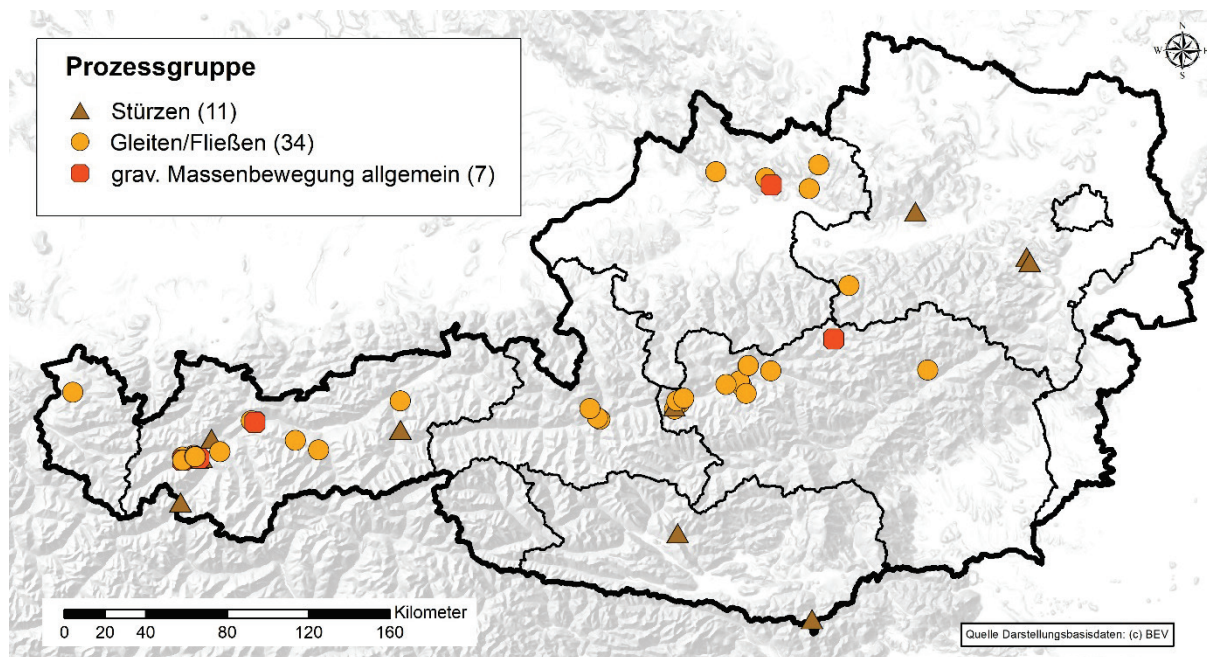 Prozessgruppe
Stürzen (11)
Gleiten/Fließen (34)
grav. Massenbewegung allgemein (7)
N
W
E
S
Kilometer
0 20 40 80 120 160
Quelle Darstellungsbasisdaten: (c) BEV